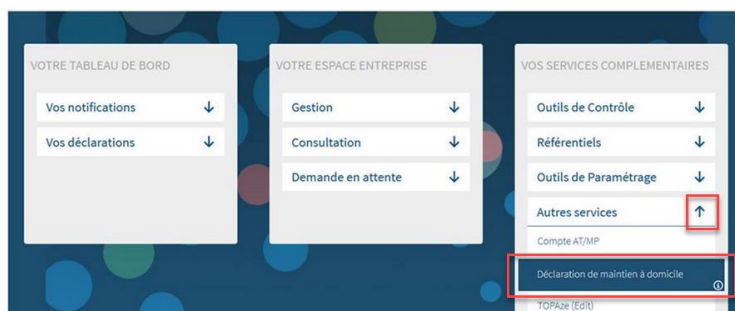 VOTRE TABLEAU DE BORD
Vos notifications
Vos déclarations
VOTRE ESPACE ENTREPRISE
Gestion
Consultation
Demande en attente
VOS SERVICES COMPLEMENTAIRES
Outils de Contrôle
Référentiels
Outils de Paramétrage
Autres services
Compte AT/MP
Déclaration de maintien à domicile
TOPAze (Edit)